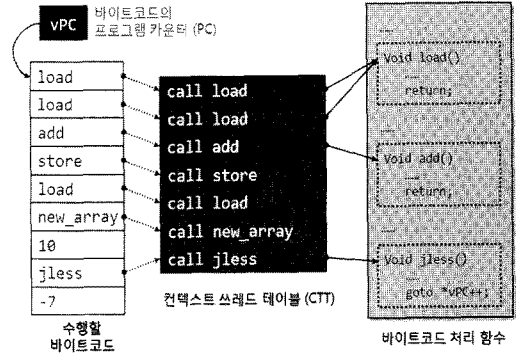 vPC
바이트코드의
프로그램 카운터 (PC)
load
load
add
store
load
new_array
10
jless
-7
수행할
바이트코드
call load
call load
call add
call store
call load
call new_array
call jless
컨텍스트 쓰레드 테이블 (CTT)
……
Void load()
……
return;
……
Void add()
……
return;
……
Void jless()
……
goto *vPC++;
바이트코드 처리 함수